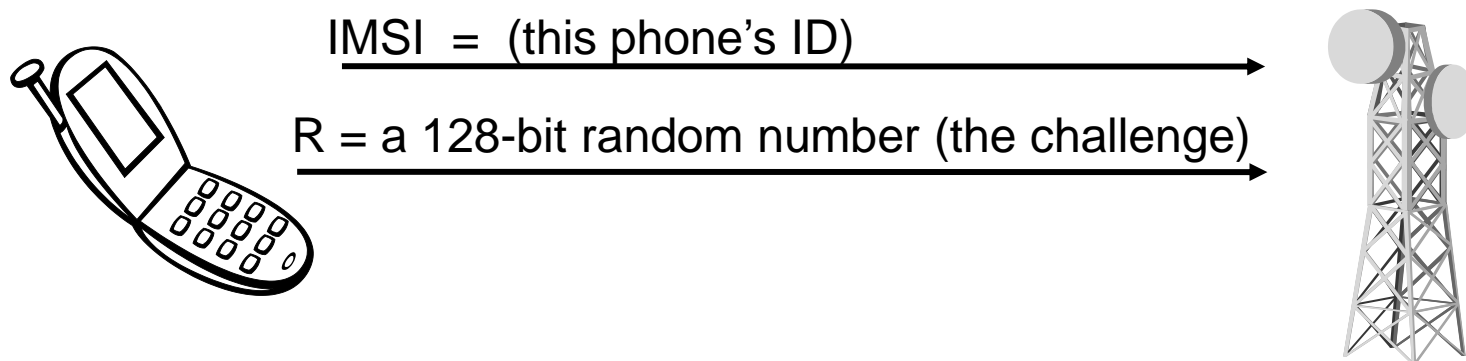 IMSI = (this phone’s ID)
R = a 128-bit random number (the challenge)